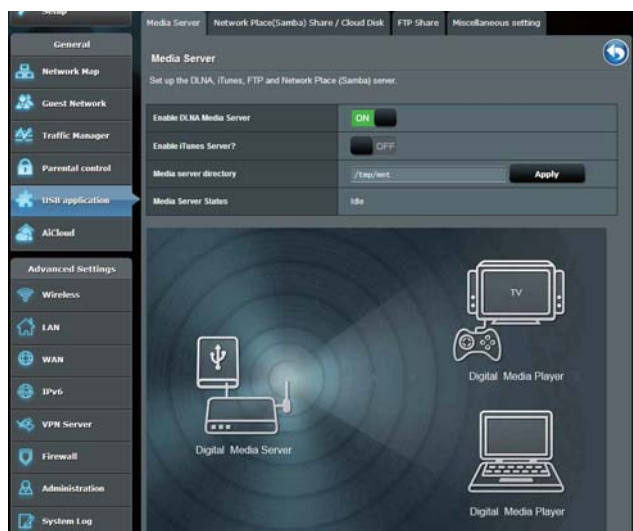 Setup
General
Network Map
Guest Network
Traffic Manager
Parental control
USB application
AiCloud
Advanced Settings
Wireless
LAN
WAN
IPv6
VPN Server
Firewall
Administration
System Log
Media Server
Network Place(Samba) Share / Cloud Disk
FTP Share
Miscellaneous setting
Media Server
Set up the DLNA, iTunes, FTP and Network Place (Samba) server.
Enable DLNA Media Server
ON
Enable iTunes Server?
OFF
Media server directory
/tmp/mnt
Apply
Media Server Status
Idle
TV
Digital Media Player
Digital Media Server
Digital Media Player